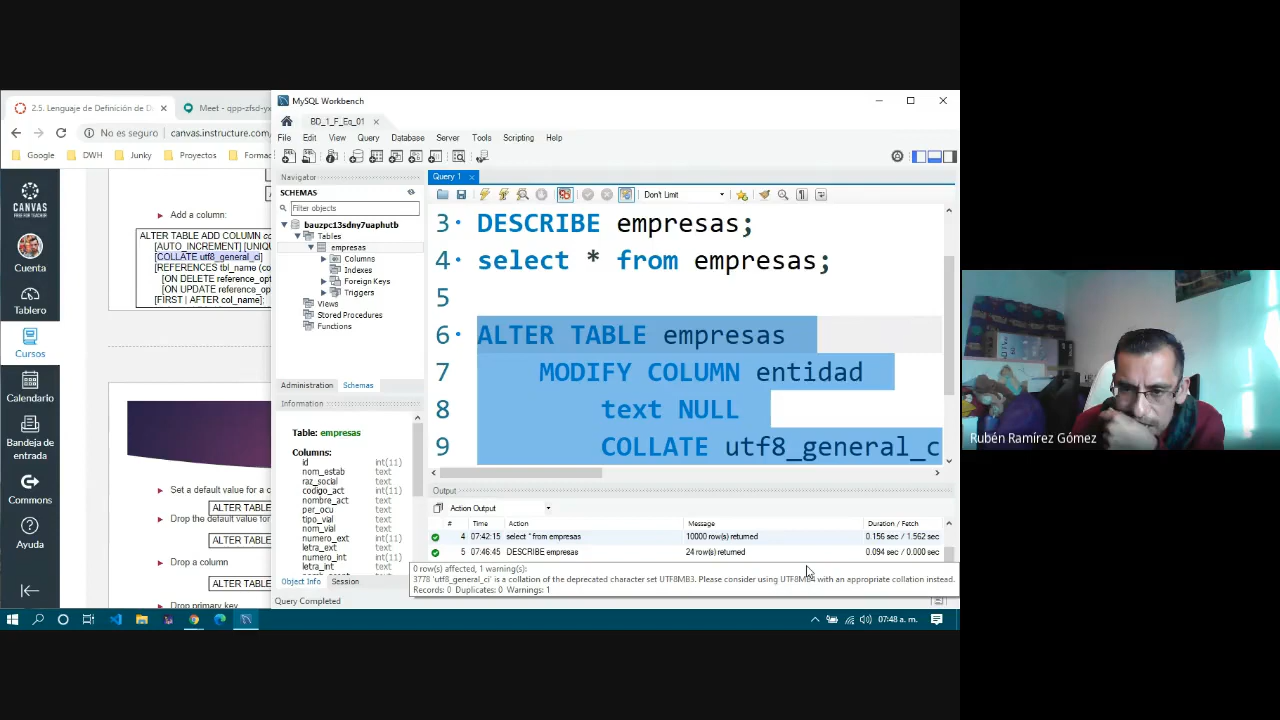 2.5. Lenguaje de Definición de D
Meet - qpp-zfsd-yx
No es seguro
canvas.instructure.com/
Google
DWH
Junky
Proyectos
Formac
CANVAS
FREE FOR TEACHER
Cuenta
Tablero
Cursos
Calendario
Bandeja de
entrada
Commons
Ayuda
Add a column:
ALTER TABLE ADD COLUMN co
[AUTO_INCREMENT] [UNIQU
[COLLATE utf8_general_ci]
[REFERENCES tbl_name (co
[ON DELETE reference_opt
[ON UPDATE reference_opt
[FIRST | AFTER col_name];
Set a default value for a c
ALTER TABLE
Drop the default value for
ALTER TABLE
Drop a column
ALTER TABLE
Drop primary key
MySQL Workbench
BD_1_F_Eq_01
File Edit View Query Database Server Tools Scripting Help
Navigator
SCHEMAS
Filter objects
bauzpc13sdny7uaphutb
Tables
empresas
Columns
Indexes
Foreign Keys
Triggers
Views
Stored Procedures
Functions
Administration Schemas
Information
Table: empresas
Columns:
id int(11)
nom_estab text
raz_social text
codigo_act int(11)
nombre_act text
per_ocu text
tipo_val text
nom_vial text
numero_ext int(11)
letra_ext text
numero_int int(11)
letra_int text
Object Info Session
Query Completed
Query 1
Don't Limit
3 DESCRIBE empresas;
4 select * from empresas;
5
6 ALTER TABLE empresas
7 MODIFY COLUMN entidad
8 text NULL
9 COLLATE utf8_general_c
Output
Action Output
# Time Action Message Duration / Fetch
4 07:42:15 select * from empresas 10000 row(s) returned 0.156 sec / 1.562 sec
5 07:46:45 DESCRIBE empresas 24 row(s) returned 0.094 sec / 0.000 sec
0 row(s) affected, 1 warning(s):
3778 'utf8_general_ci' is a collation of the deprecated character set UTF8MB3. Please consider using UTF8MB4 with an appropriate collation instead.
Records: 0 Duplicates: 0 Warnings: 1
07:48 a. m.
Rubén Ramírez Gómez